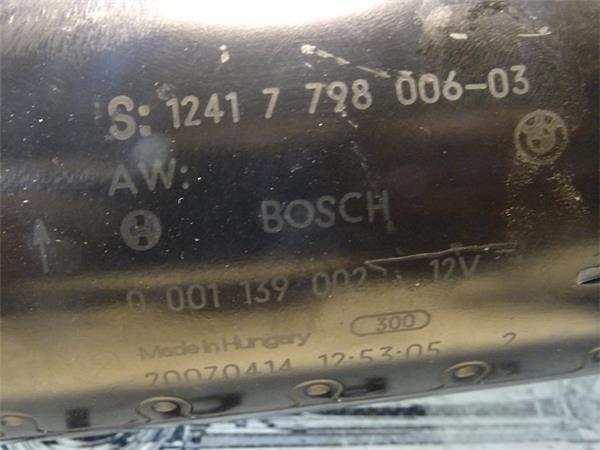 S: 1241 7 798 006-03
AW:
BOSCH
0 001 139 002 12V
300
Made in Hungary
20070414 12:53:05 2